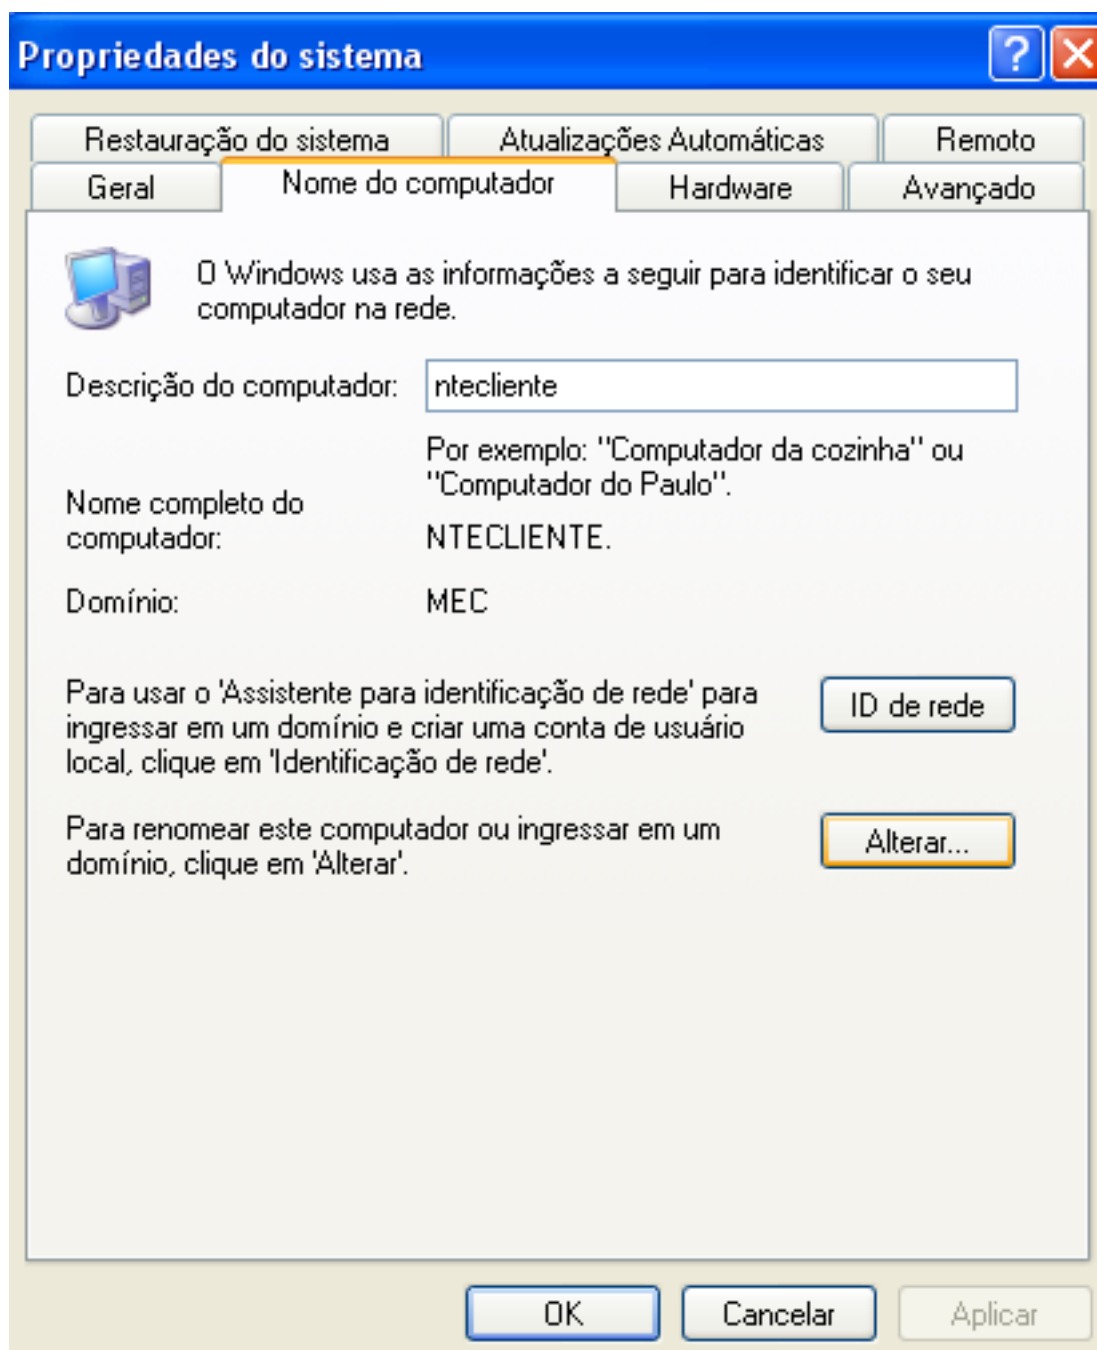 Propriedades do sistema
Restauração do sistema
Atualizações Automáticas
Remoto
Geral
Nome do computador
Hardware
Avançado
O Windows usa as informações a seguir para identificar o seu
computador na rede.
Descrição do computador:
ntecliente
Por exemplo: "Computador da cozinha" ou
"Computador do Paulo".
Nome completo do
computador:
NTECLIENTE.
Domínio:
MEC
Para usar o 'Assistente para identificação de rede' para
ingressar em um domínio e criar uma conta de usuário
local, clique em 'Identificação de rede'.
ID de rede
Para renomear este computador ou ingressar em um
domínio, clique em 'Alterar'.
Alterar...
OK
Cancelar
Aplicar